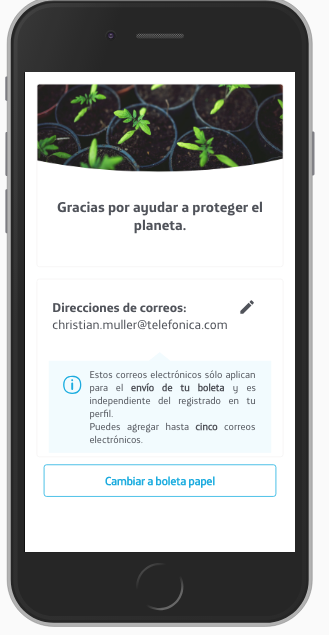 Gracias por ayudar a proteger el
planeta.
Direcciones de correos:
christian.muller@telefonica.com
Estos correos electrónicos sólo aplican
para el envío de tu boleta y es
independiente del registrado en tu
perfil.
Puedes agregar hasta cinco correos
electrónicos.
Cambiar a boleta papel